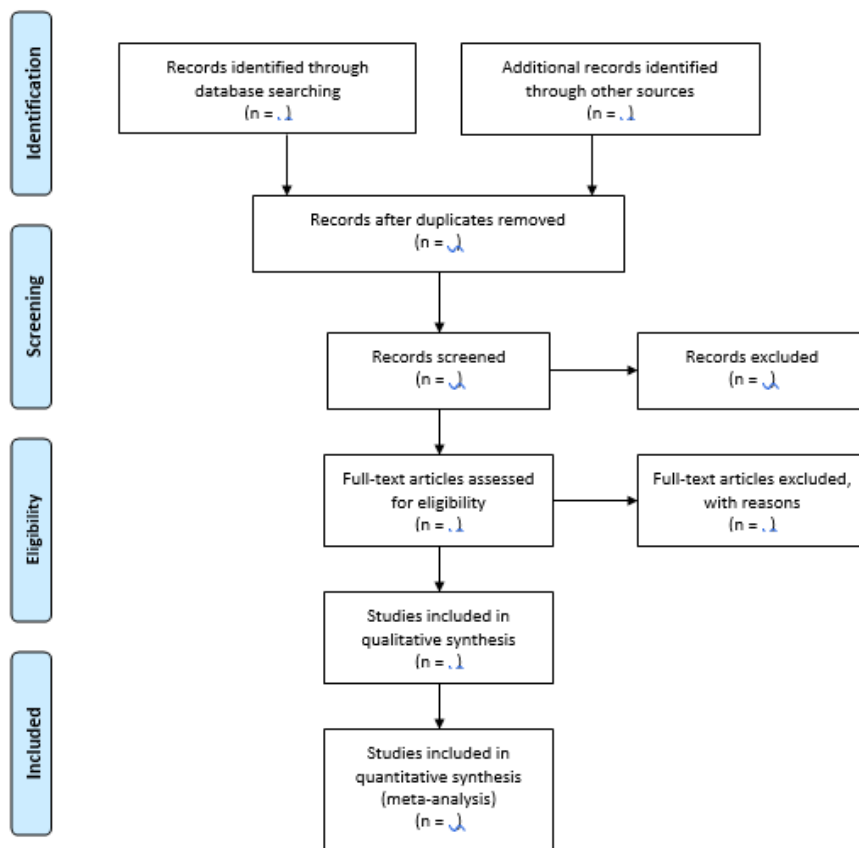 Identification
Records identified through
database searching
(n = )
Additional records identified
through other sources
(n = )
Records after duplicates removed
(n = )
Screening
Records screened
(n = )
Records excluded
(n = )
Eligibility
Full-text articles assessed
for eligibility
(n = )
Full-text articles excluded,
with reasons
(n = )
Studies included in
qualitative synthesis
(n = )
Included
Studies included in
quantitative synthesis
(meta-analysis)
(n = )